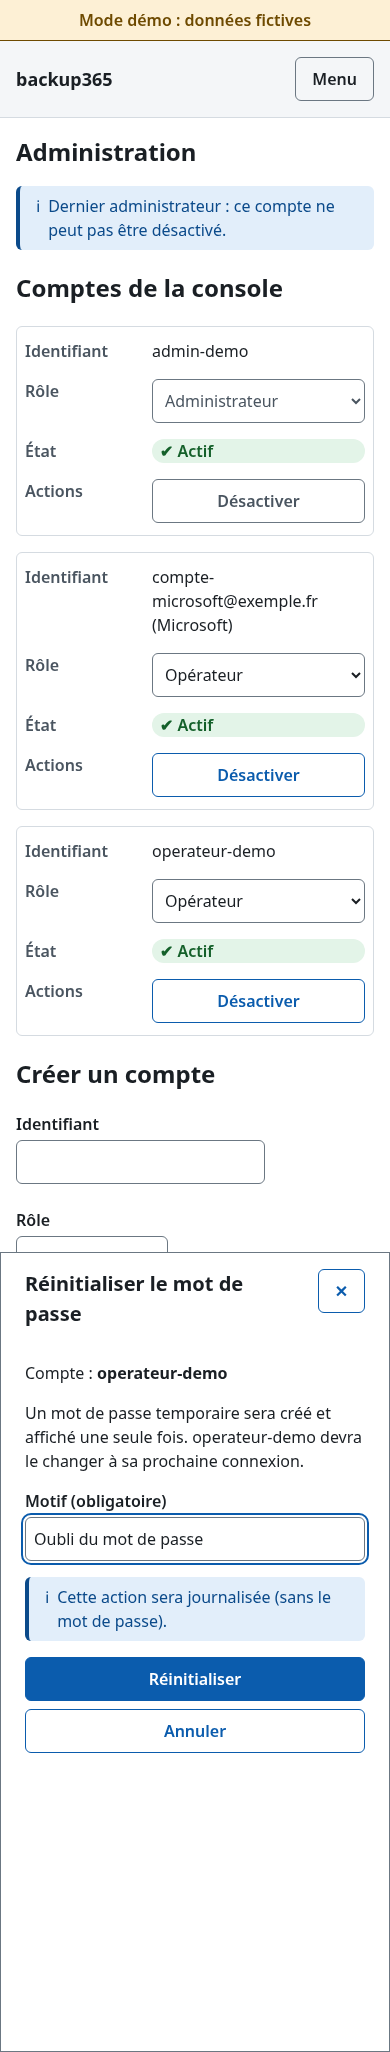 Mode démo : données fictives
backup365
Menu
Administration
i Dernier administrateur : ce compte ne
peut pas être désactivé.
Comptes de la console
Identifiant admin-demo
Rôle Administrateur
État ✔ Actif
Actions Désactiver
Identifiant compte-
microsoft@exemple.fr
(Microsoft)
Rôle Opérateur
État ✔ Actif
Actions Désactiver
Identifiant operateur-demo
Rôle Opérateur
État ✔ Actif
Actions Désactiver
Créer un compte
Identifiant
Rôle
Réinitialiser le mot de
passe
×
Compte : operateur-demo
Un mot de passe temporaire sera créé et
affiché une seule fois. operateur-demo devra
le changer à sa prochaine connexion.
Motif (obligatoire)
Oubli du mot de passe
i Cette action sera journalisée (sans le
mot de passe).
Réinitialiser
Annuler